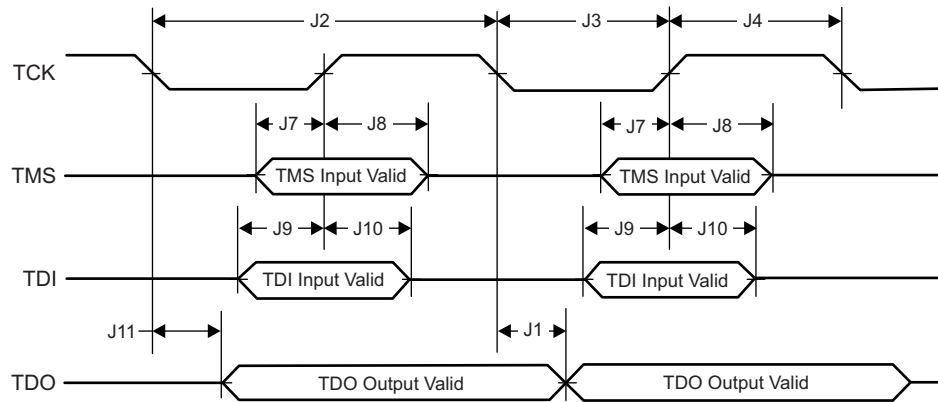 J2 J3 J4
TCK
J7 J8 J7 J8
TMS TMS Input Valid TMS Input Valid
J9 J10 J9 J10
TDI TDI Input Valid TDI Input Valid
J11 J1
TDO TDO Output Valid TDO Output Valid